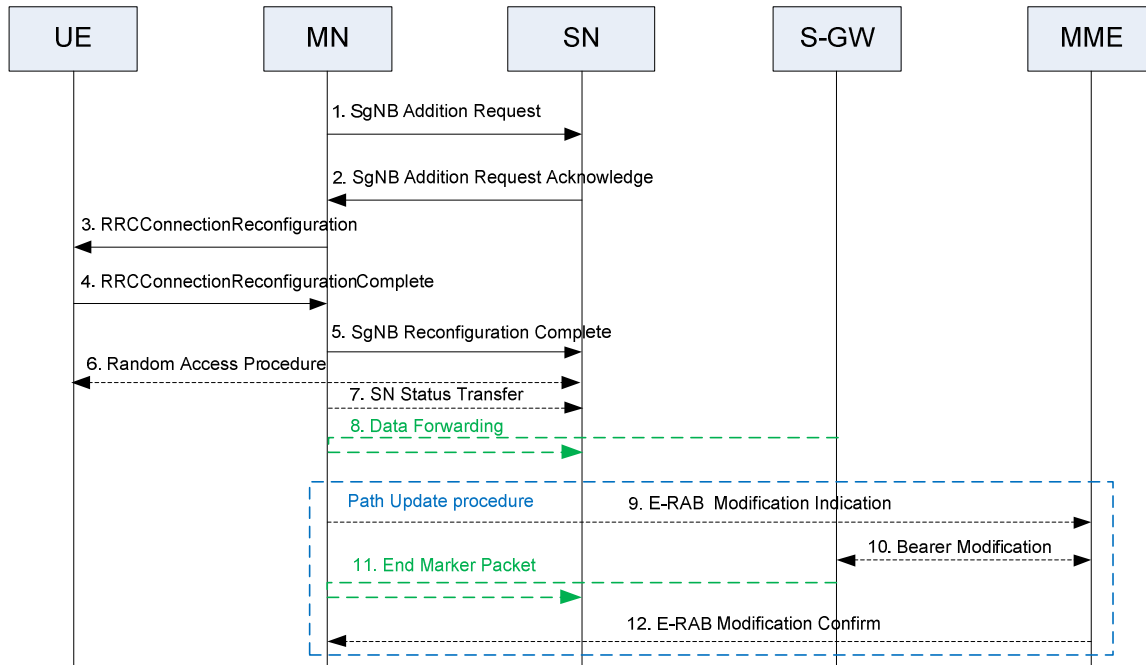 UE
MN
SN
S-GW
MME
1. SgNB Addition Request
2. SgNB Addition Request Acknowledge
3. RRCConnectionReconfiguration
4. RRCConnectionReconfigurationComplete
5. SgNB Reconfiguration Complete
6. Random Access Procedure
7. SN Status Transfer
8. Data Forwarding
Path Update procedure
9. E-RAB Modification Indication
10. Bearer Modification
11. End Marker Packet
12. E-RAB Modification Confirm